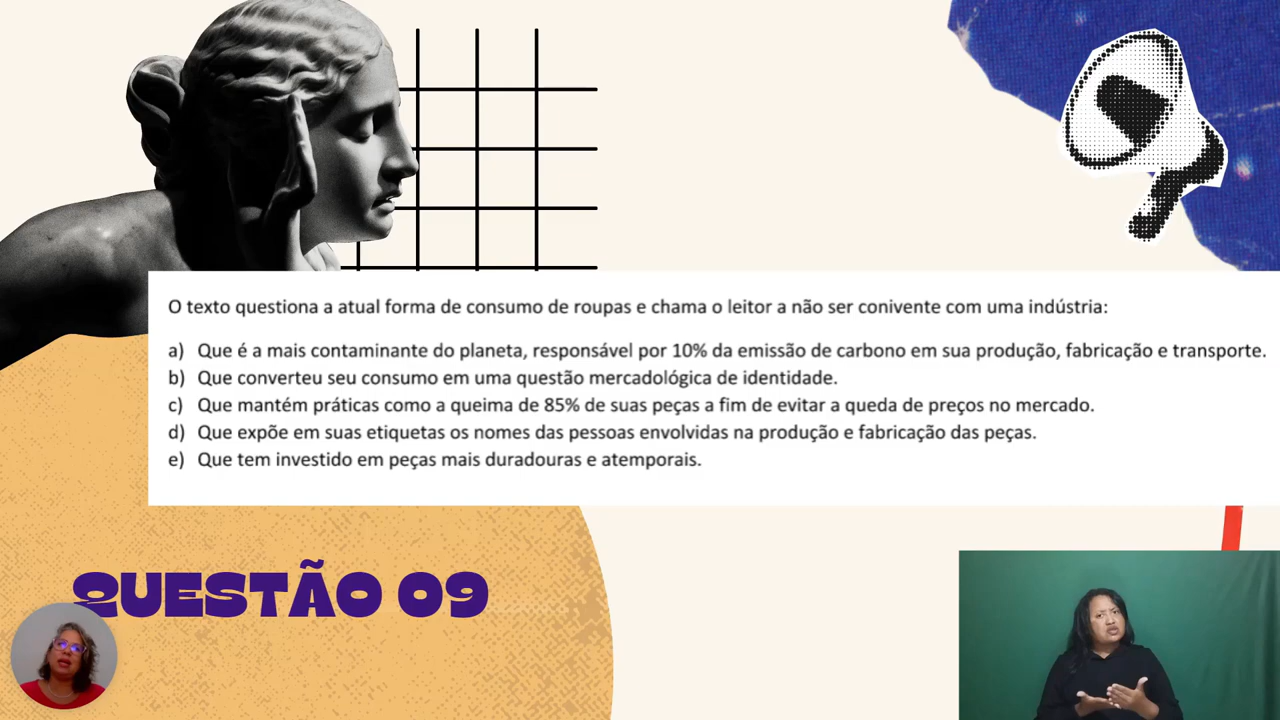 O texto questiona a atual forma de consumo de roupas e chama o leitor a não ser conivente com uma indústria:
a) Que é a mais contaminante do planeta, responsável por 10% da emissão de carbono em sua produção, fabricação e transporte.
b) Que converteu seu consumo em uma questão mercadológica de identidade.
c) Que mantém práticas como a queima de 85% de suas peças a fim de evitar a queda de preços no mercado.
d) Que expõe em suas etiquetas os nomes das pessoas envolvidas na produção e fabricação das peças.
e) Que tem investido em peças mais duradouras e atemporais.
QUESTÃO 09